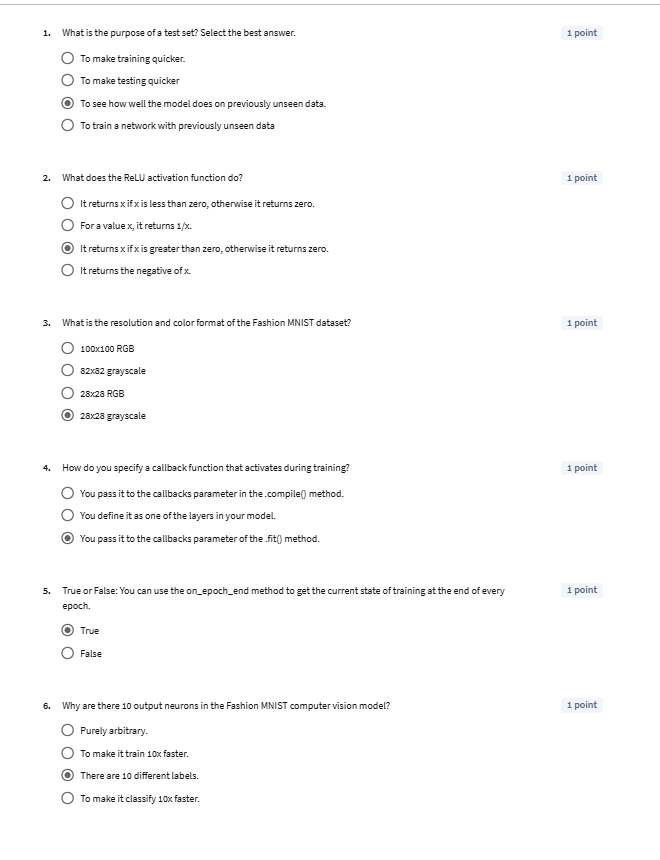 1. What is the purpose of a test set? Select the best answer. 1 point
To make training quicker.
To make testing quicker
To see how well the model does on previously unseen data.
To train a network with previously unseen data
2. What does the ReLU activation function do? 1 point
It returns x if x is less than zero, otherwise it returns zero.
For a value x, it returns 1/x.
It returns x if x is greater than zero, otherwise it returns zero.
It returns the negative of x.
3. What is the resolution and color format of the Fashion MNIST dataset? 1 point
100x100 RGB
82x82 grayscale
28x28 RGB
28x28 grayscale
4. How do you specify a callback function that activates during training? 1 point
You pass it to the callbacks parameter in the .compile() method.
You define it as one of the layers in your model.
You pass it to the callbacks parameter of the .fit() method.
5. True or False: You can use the on_epoch_end method to get the current state of training at the end of every 1 point
epoch.
True
False
6. Why are there 10 output neurons in the Fashion MNIST computer vision model? 1 point
Purely arbitrary.
To make it train 10x faster.
There are 10 different labels.
To make it classify 10x faster.